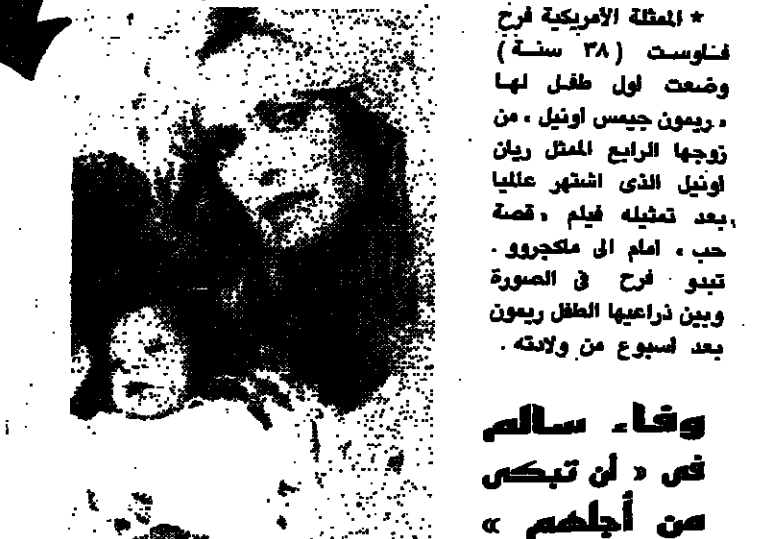 * الممثلة الأمريكية فرح
فاوست (٣٨ سنة)
وضعت اول طفل لها
« ريمون جيمس اونيل » من
زوجها الرابع الممثل ريان
اونيل الذى اشتهر عالميا
بعد تمثيله فيلم « قصة
حب » امام الى ماكجروو .
تبدو فرح في الصورة
وبين ذراعيها الطفل ريمون
بعد اسبوع من ولادته .
وفاء سالم
فى « لن تبكى
من أجلهم »